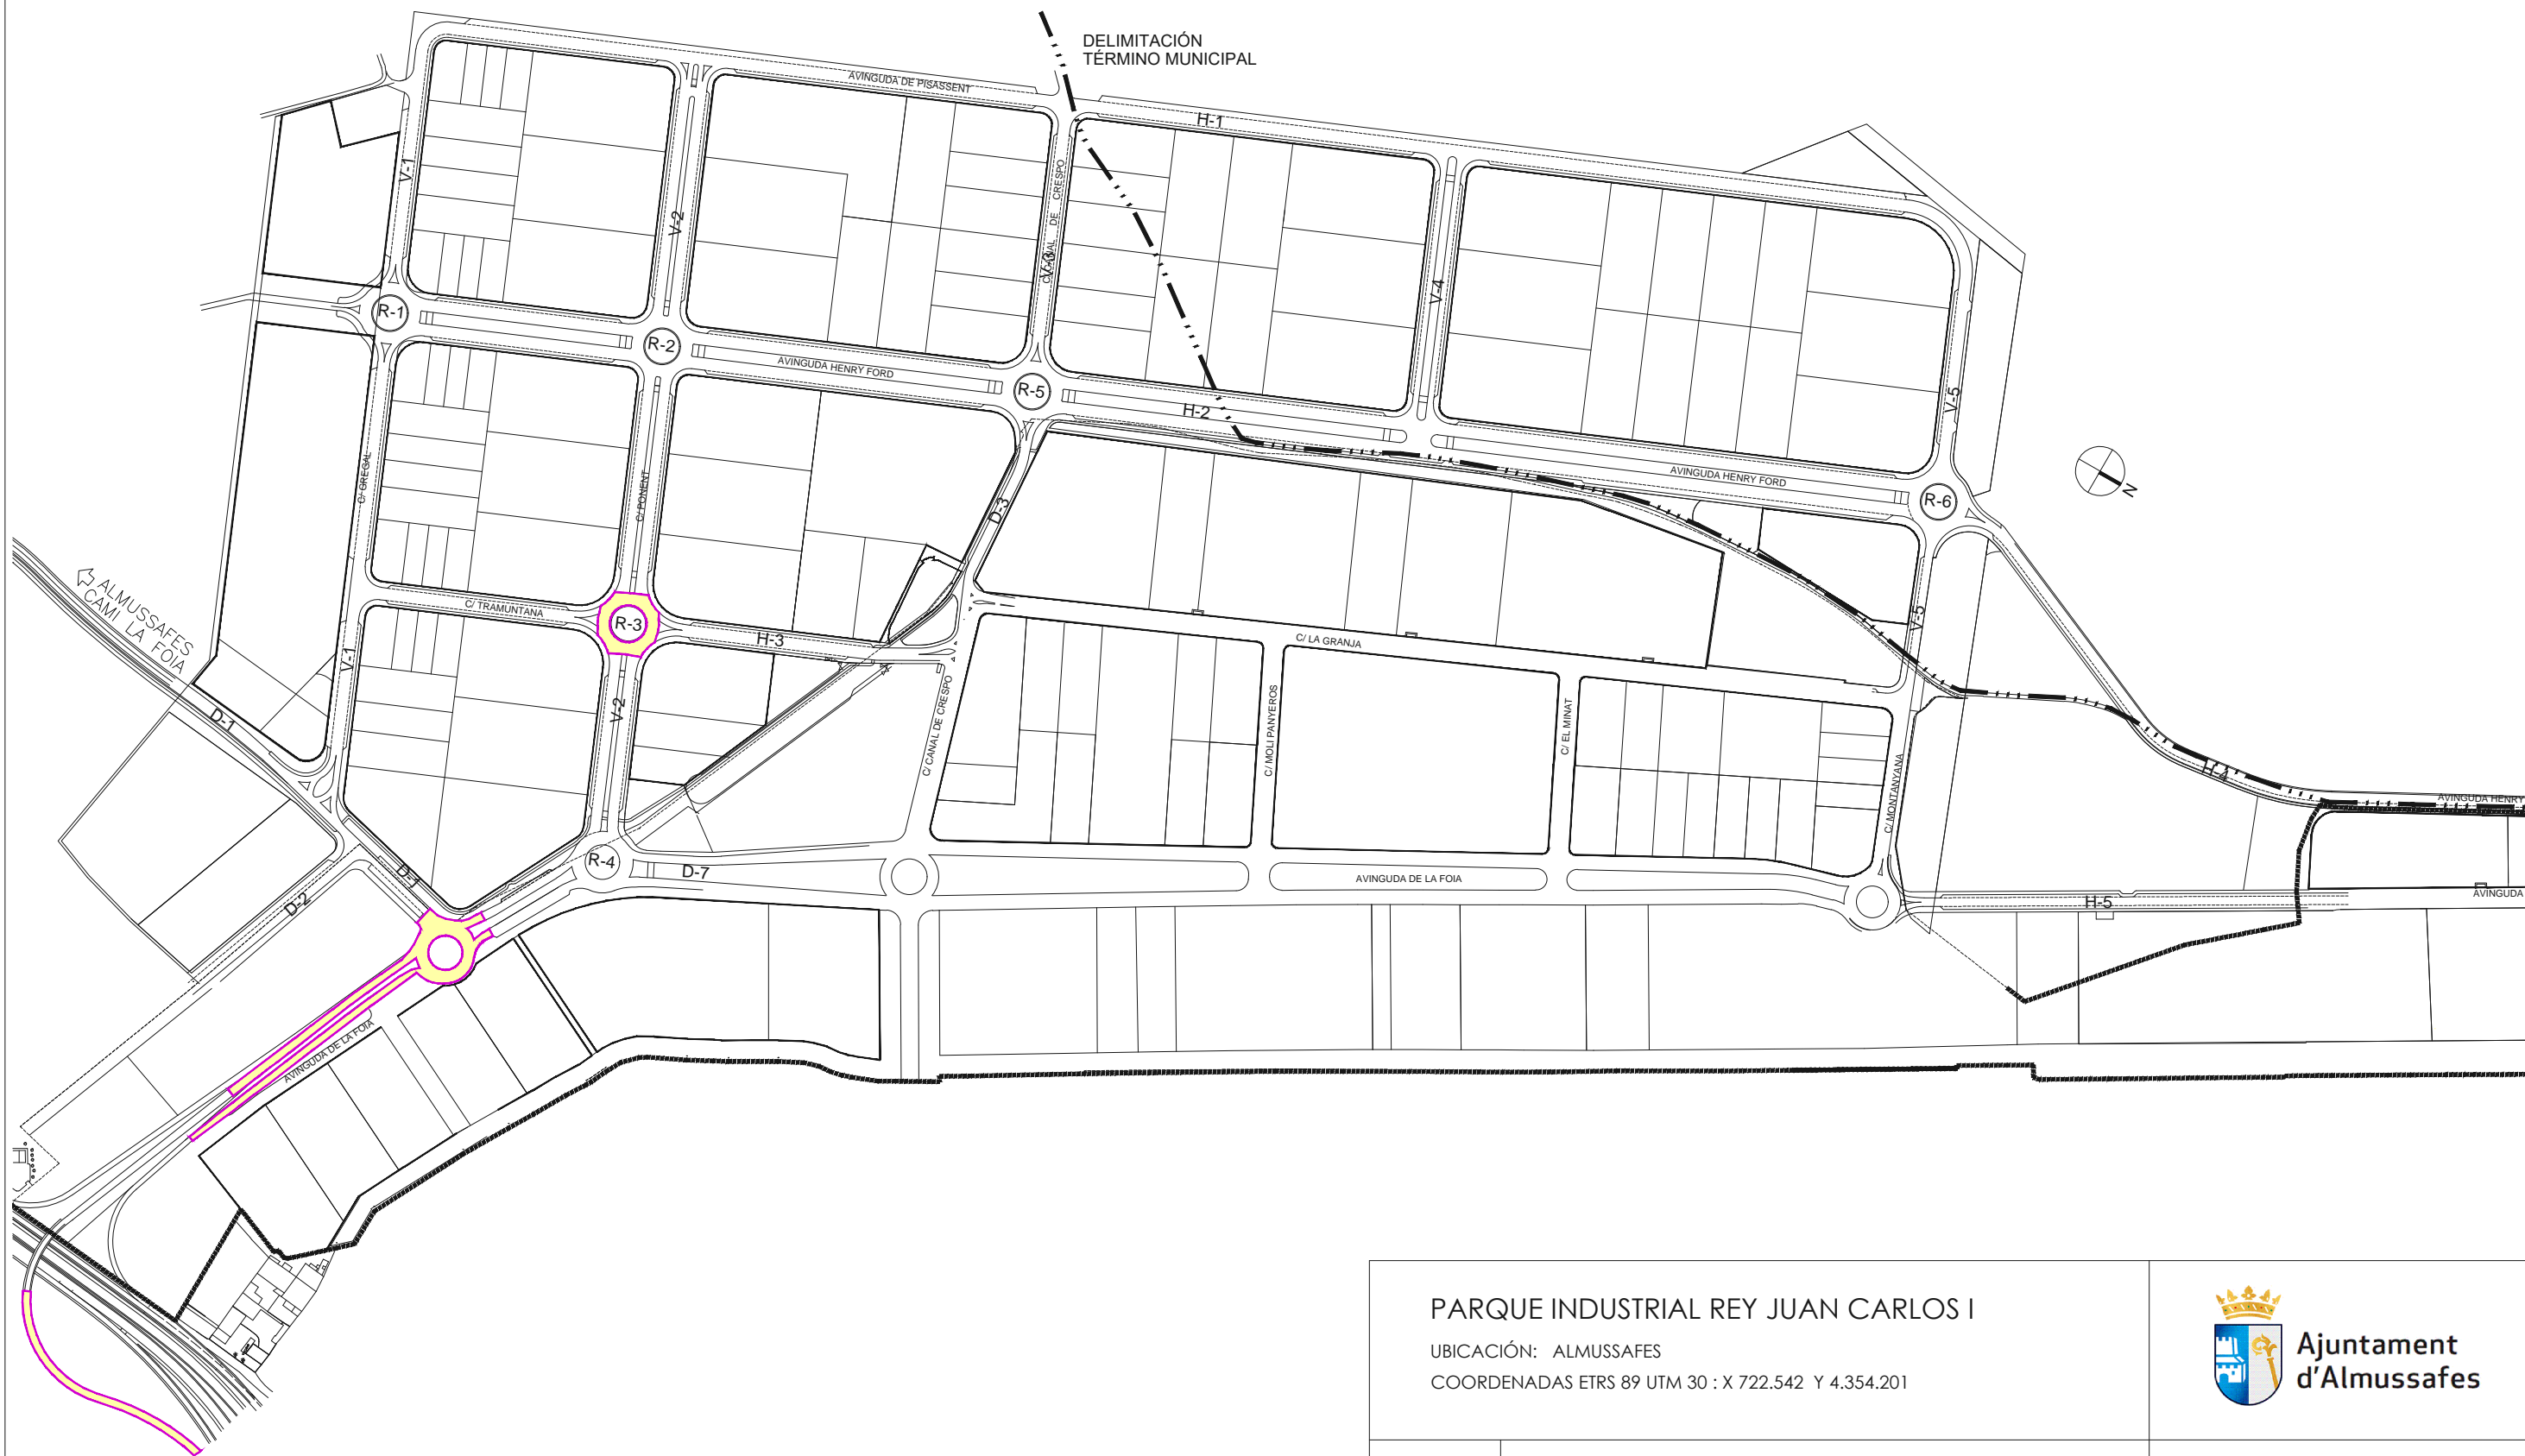 DELIMITACIÓN
TÉRMINO MUNICIPAL
AVINGUDA DE PISASSENT
H-1
V-1
V-2
C/ CANAL DE CRESPO
V-3
V-4
V-5
R-1
R-2
AVINGUDA HENRY FORD
R-5
H-2
AVINGUDA HENRY FORD
R-6
N
C/ GREGAL
C/ PONENT
D-3
ALMUSSAFES
CAMI LA FOIA
C/ TRAMUNTANA
R-3
H-3
C/ LA GRANJA
V-5
V-1
V-2
D-1
C/ CANAL DE CRESPO
C/ MOLI PANYEROS
C/ EL MINAT
C/ MONTANYANA
H-4
AVINGUDA HENRY
R-4
D-7
AVINGUDA DE LA FOIA
D-1
D-2
H-5
AVINGUDA
AVINGUDA DE LA FOIA
PARQUE INDUSTRIAL REY JUAN CARLOS I
UBICACIÓN: ALMUSSAFES
COORDENADAS ETRS 89 UTM 30 : X 722.542 Y 4.354.201
Ajuntament
d'Almussafes